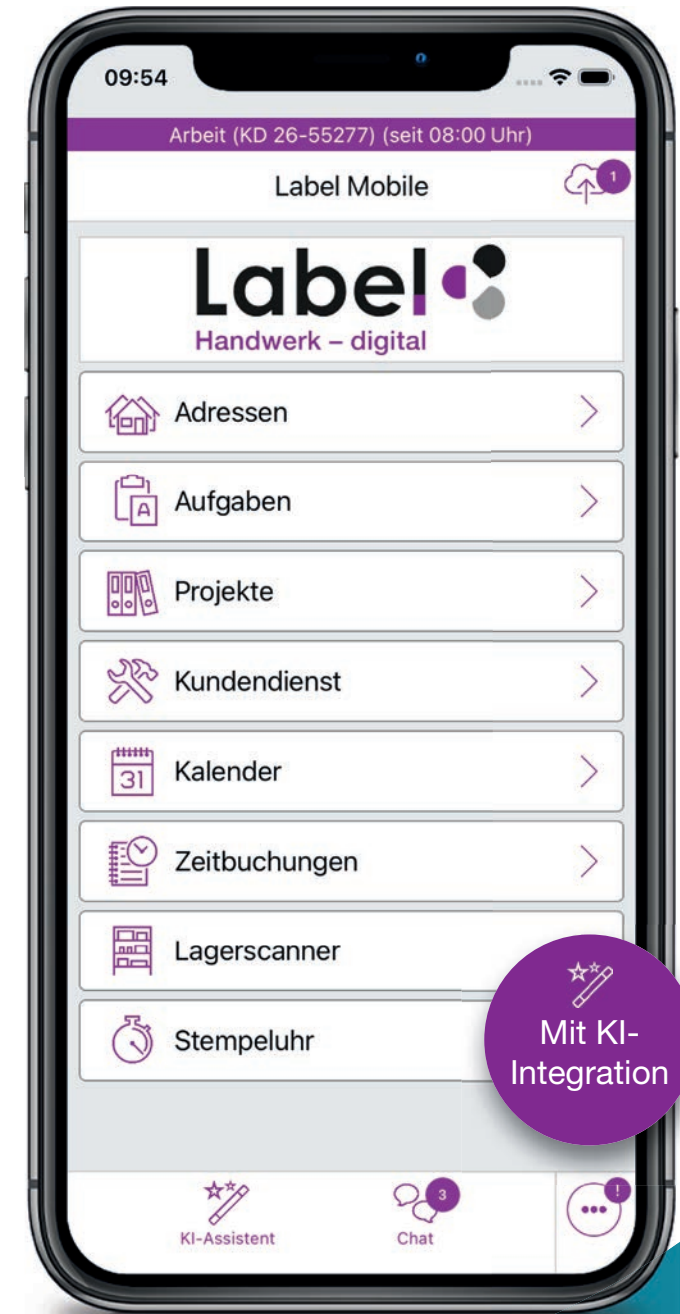 09:54
Arbeit (KD 26-55277) (seit 08:00 Uhr)
Label Mobile
1
Label
Handwerk – digital
Adressen
A
Aufgaben
Projekte
Kundendienst
31
Kalender
Zeitbuchungen
Lagerscanner
Stempeluhr
Mit KI-
Integration
3
!
KI-Assistent
Chat